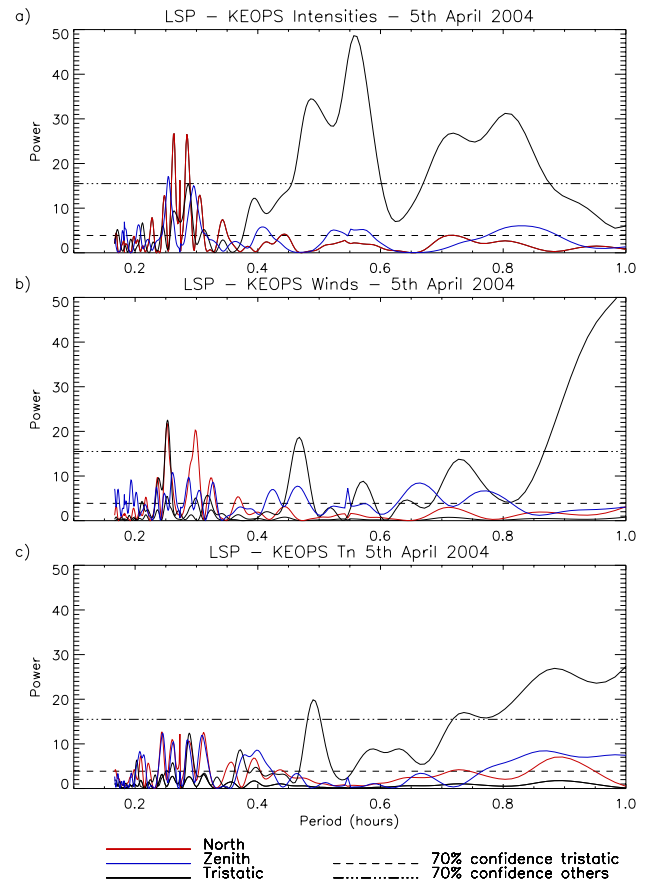 a)
LSP – KEOPS Intensities – 5th April 2004
50
40
30
20
10
0
Power
0.2 0.4 0.6 0.8 1.0
b)
LSP – KEOPS Winds – 5th April 2004
50
40
30
20
10
0
Power
0.2 0.4 0.6 0.8 1.0
c)
LSP – KEOPS Tn 5th April 2004
50
40
30
20
10
0
Power
0.2 0.4 0.6 0.8 1.0
Period (hours)
North
Zenith
Tristatic
70% confidence tristatic
70% confidence others